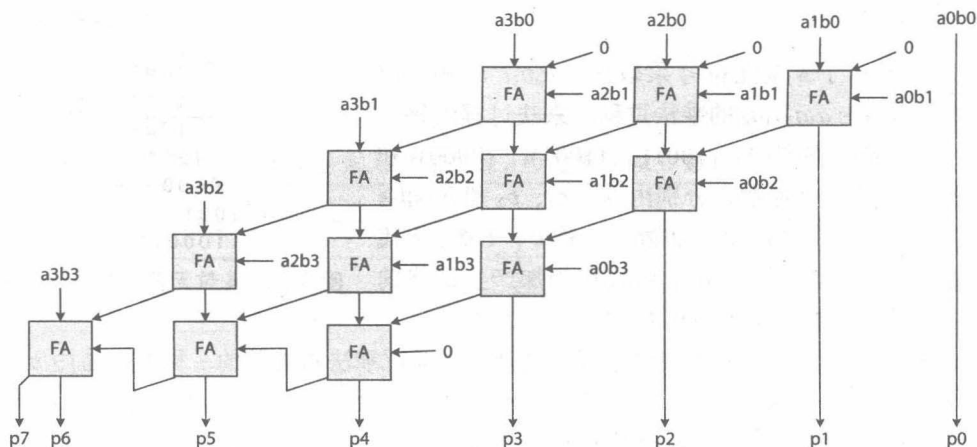 a3b0 a2b0 a1b0 a0b0
0 0 0
FA a2b1 FA a1b1 FA a0b1
a3b1
FA a2b2 FA a1b2 FA a0b2
a3b2
FA a2b3 FA a1b3 FA a0b3
a3b3
FA FA FA 0
p7 p6 p5 p4 p3 p2 p1 p0